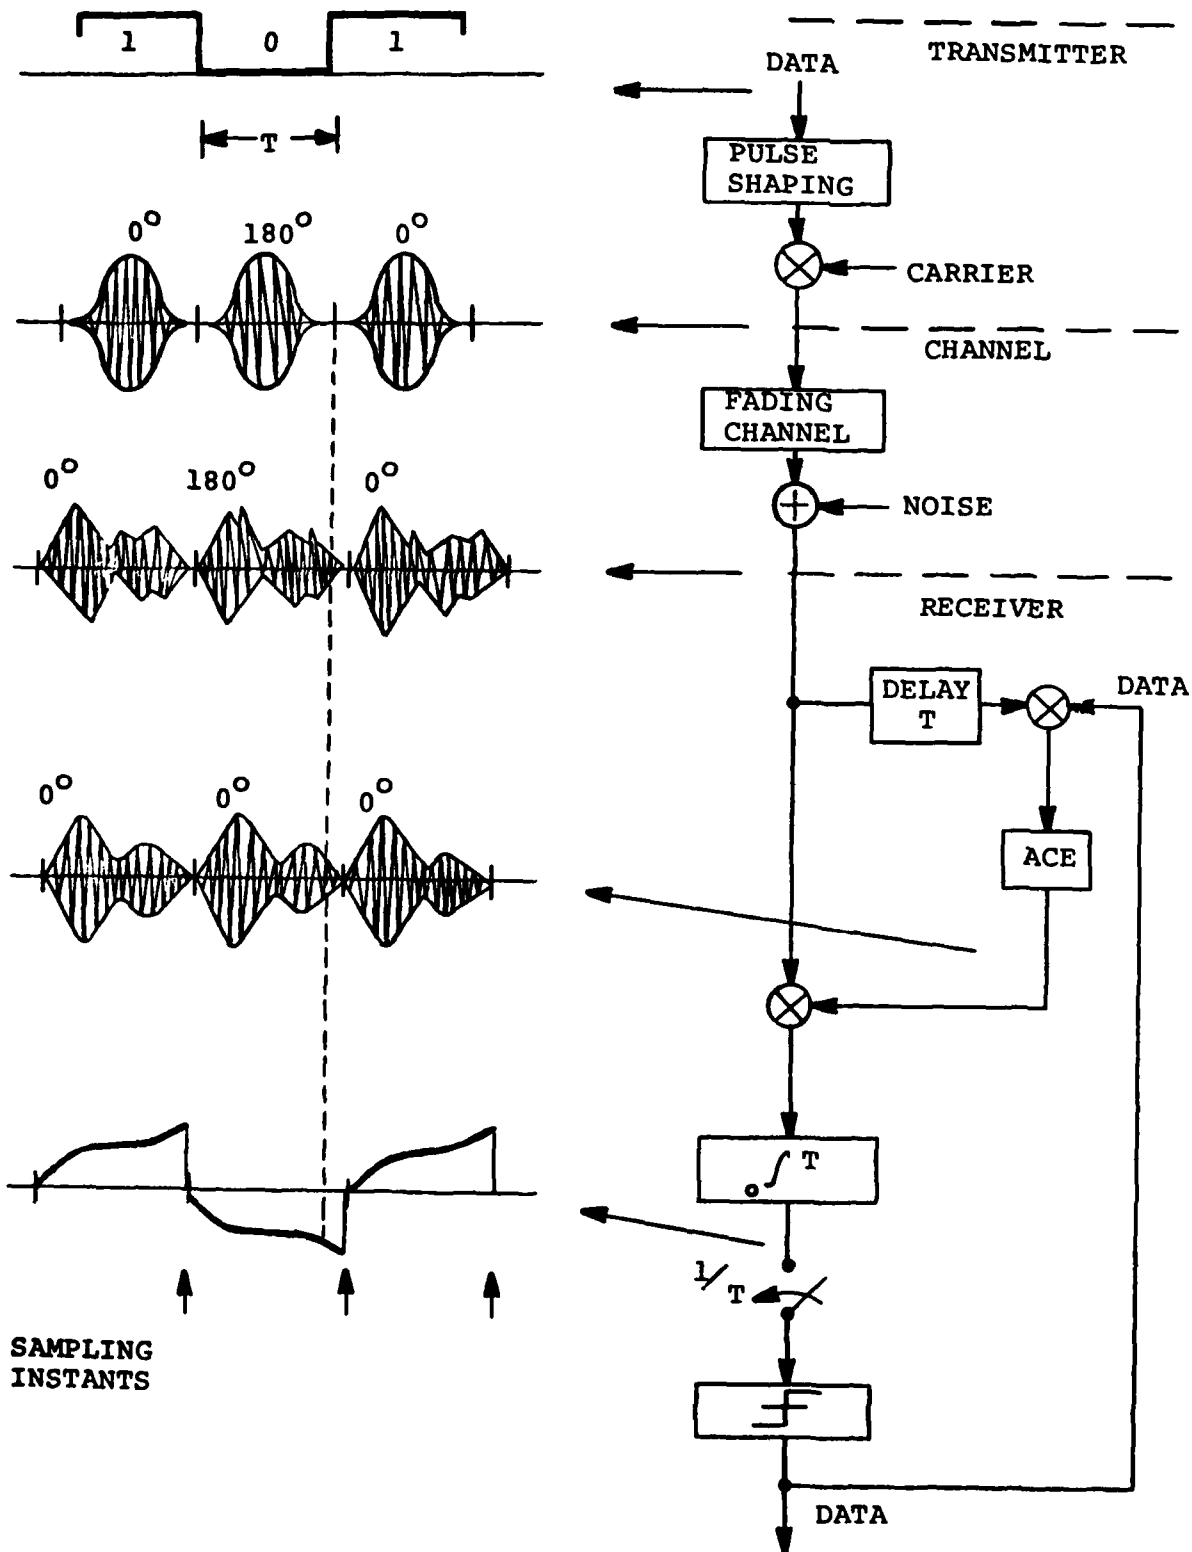 1 0 1
T
0° 180° 0°
0° 180° 0°
0° 0° 0°
SAMPLING
INSTANTS
TRANSMITTER
DATA
PULSE
SHAPING
CARRIER
CHANNEL
FADING
CHANNEL
NOISE
RECEIVER
DELAY
T
DATA
ACE
o∫T
1/T
DATA